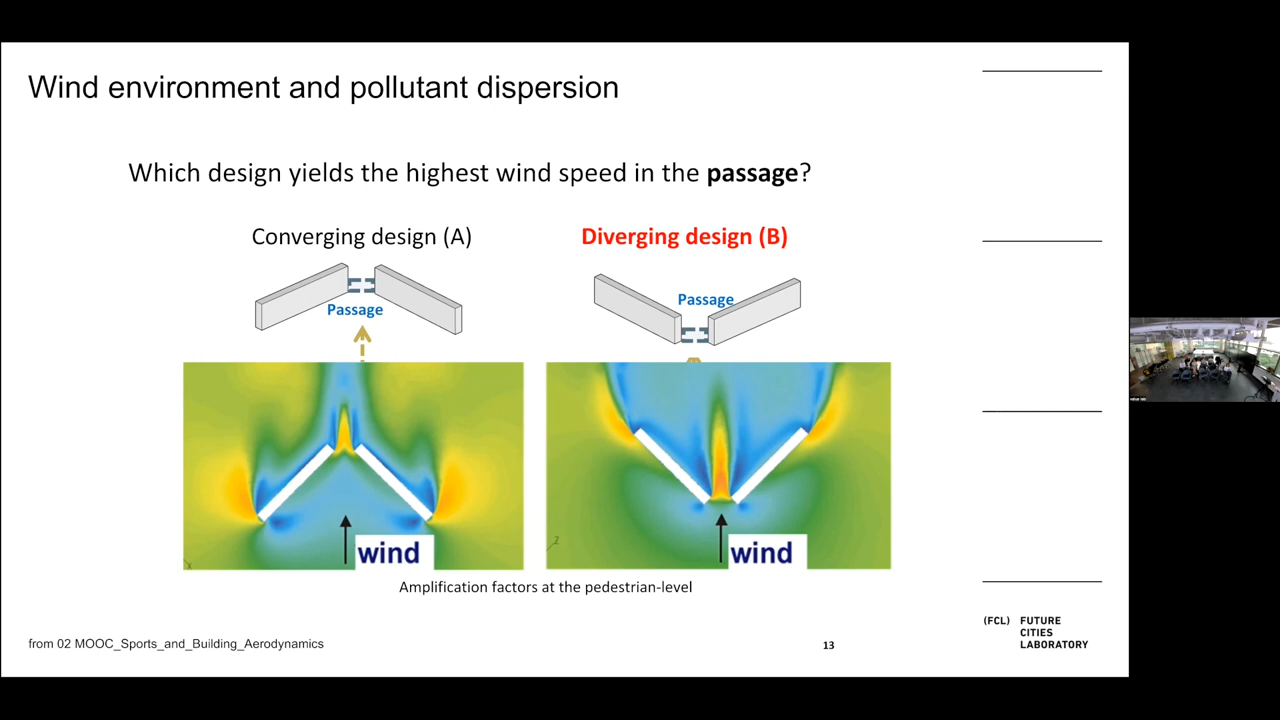 Wind environment and pollutant dispersion
Which design yields the highest wind speed in the passage?
Converging design (A)
Diverging design (B)
Passage
Passage
wind
wind
Amplification factors at the pedestrian-level
from 02 MOOC_Sports_and_Building_Aerodynamics
13
(FCL) FUTURE
CITIES
LABORATORY